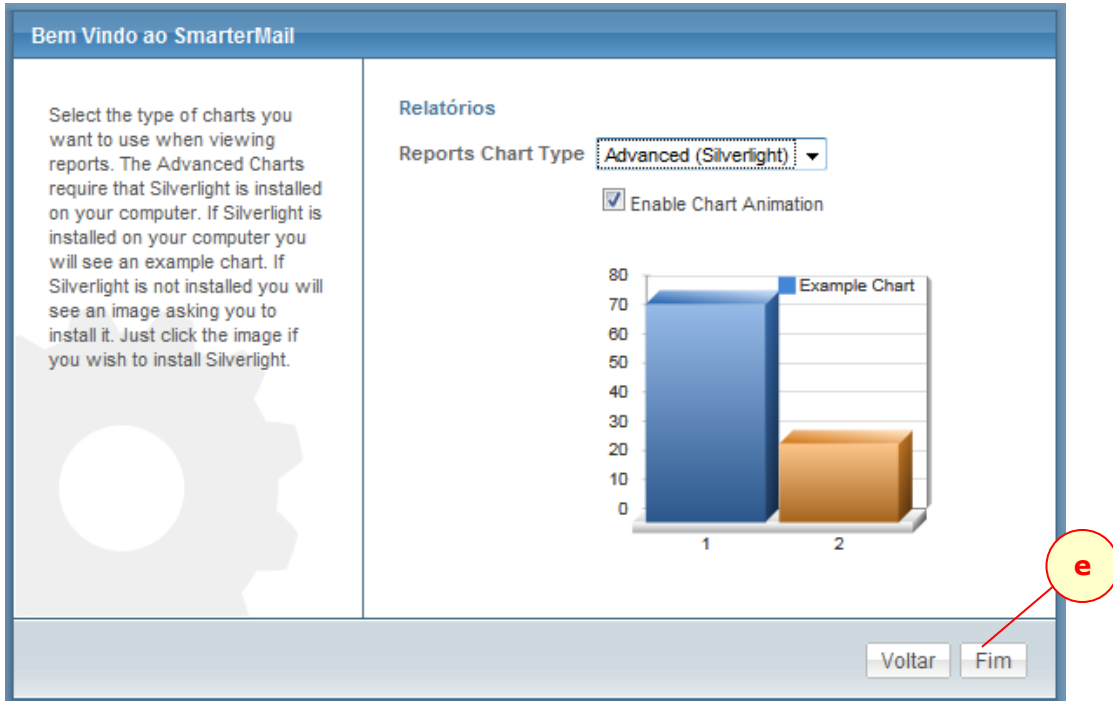 Bem Vindo ao SmarterMail
Select the type of charts you
want to use when viewing
reports. The Advanced Charts
require that Silverlight is installed
on your computer. If Silverlight is
installed on your computer you
will see an example chart. If
Silverlight is not installed you will
see an image asking you to
install it. Just click the image if
you wish to install Silverlight.
Relatórios
Reports Chart Type Advanced (Silverlight)
Enable Chart Animation
Example Chart
80
70
60
50
40
30
20
10
0
1 2
e
Voltar Fim